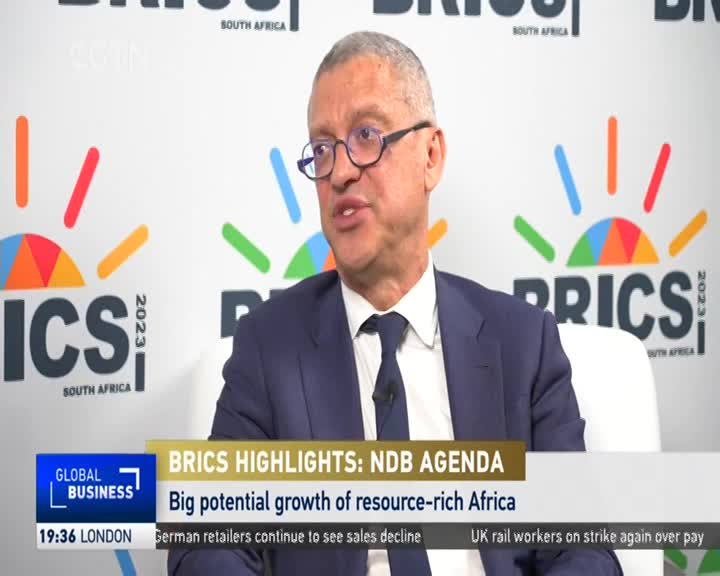 CGTN
BRICS
SOUTH AFRICA
BRICS
SOUTH AFRICA
ICS
2023
SOUTH AFRICA
BRICS
2023
SOUTH AFRICA
BRICS HIGHLIGHTS: NDB AGENDA
GLOBAL
BUSINESS
Big potential growth of resource-rich Africa
19:36 LONDON
German retailers continue to see sales decline
UK rail workers on strike again over pay